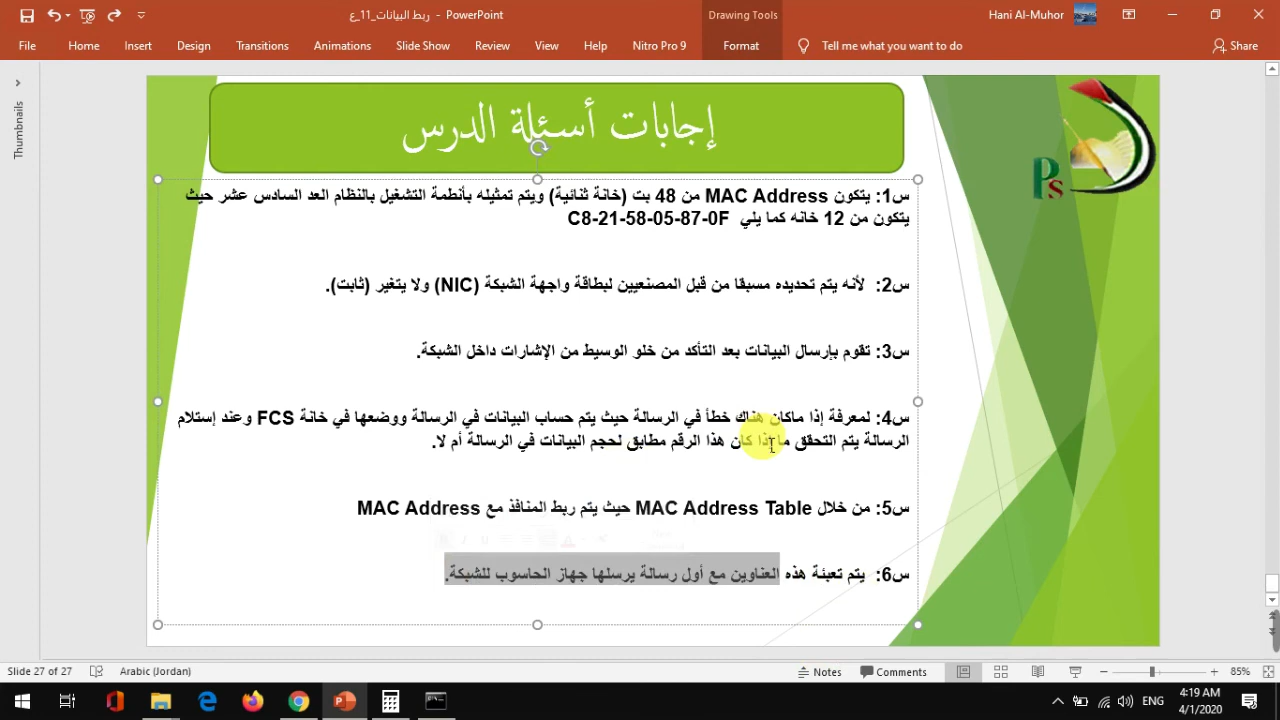 ربط البيانات_11_ع - PowerPoint
Drawing Tools
Hani Al-Muhor
File Home Insert Design Transitions Animations Slide Show Review View Help Nitro Pro 9 Format Tell me what you want to do Share
Thumbnails
إجابات أسئلة الدرس
Ps
س1: يتكون MAC Address من 48 بت (خانة ثنائية) ويتم تمثيله بأنظمة التشغيل بالنظام العد السادس عشر حيث
يتكون من 12 خانه كما يلي C8-21-58-05-87-0F
س2: لأنه يتم تحديده مسبقا من قبل المصنعيين لبطاقة واجهة الشبكة (NIC) ولا يتغير (ثابت).
س3: تقوم بإرسال البيانات بعد التأكد من خلو الوسيط من الإشارات داخل الشبكة.
س4: لمعرفة إذا ماكان هناك خطأ في الرسالة حيث يتم حساب البيانات في الرسالة ووضعها في خانة FCS وعند إستلام
الرسالة يتم التحقق ماإذا كان هذا الرقم مطابق لحجم البيانات في الرسالة أم لا.
س5: من خلال MAC Address Table حيث يتم ربط المنافذ مع MAC Address
س6: يتم تعبئة هذه العناوين مع أول رسالة يرسلها جهاز الحاسوب للشبكة.
Slide 27 of 27 Arabic (Jordan) Notes Comments 85%
ENG
4:19 AM
4/1/2020